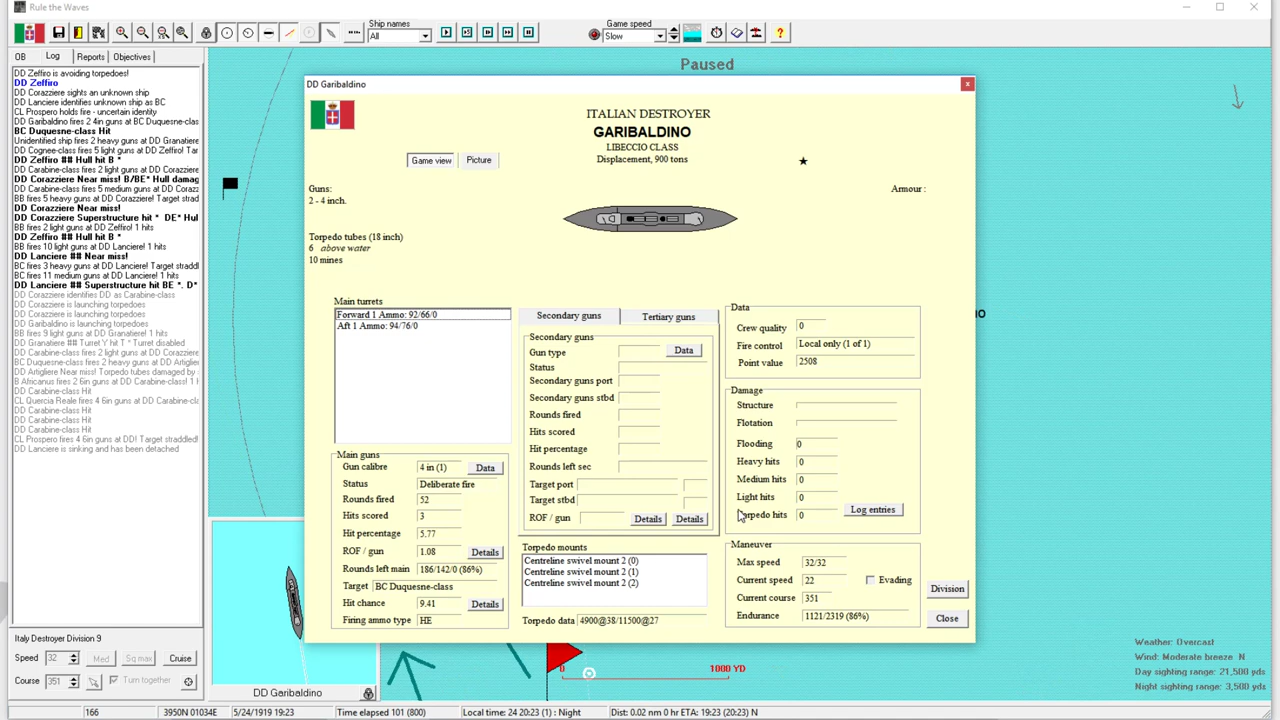 Rule the Waves
Ship names
All
Game speed
Slow
OB
Log
Reports
Objectives
Paused
DD Zeffiro is avoiding torpedoes!
DD Zeffiro
DD Corazziere sights an unknown ship
DD Lanciere identifies unknown ship as BC
CL Prospero holds fire - uncertain identity
DD Garibaldino fires 2 4in guns at BC Duquesne-clas
BC Duquesne-class Hit
Unidentified ship fires 2 heavy guns at DD Granatiere
DD Cognee-class fires 5 light guns at DD Zeffiro! Tar
DD Zeffiro ## Hull hit B *
DD Carabine-class fires 2 light guns at DD Corazziere
DD Corazziere Near miss! B/BE* Hull damag
DD Carabine-class fires 5 medium guns at DD Coraz
BB fires 5 heavy guns at DD Corazziere! Target strad
DD Corazziere Near miss!
DD Corazziere Superstructure hit * DE* Hul
BB fires 2 light guns at DD Zeffiro! 1 hits
DD Zeffiro ## Hull hit B *
BB fires 10 light guns at DD Lanciere! 1 hits
DD Lanciere ## Near miss!
BC fires 3 heavy guns at DD Lanciere! Target straddl
BC fires 11 medium guns at DD Lanciere! 1 hits
DD Lanciere ## Superstructure hit BE *. D*
DD Corazziere identifies DD as Carabine-class
DD Corazziere is launching torpedoes
DD Corazziere is launching torpedoes
DD Garibaldino is launching torpedoes
BB fires 9 light guns at DD Granatiere! 1 hits
DD Granatiere ## Turret Y hit T * Turret disabled
DD Carabine-class fires 2 light guns at DD Corazziere
BC Duquesne-class fires 2 heavy guns at DD Artiglie
DD Artigliere Near miss! Torpedo tubes damaged by
B Africanus fires 2 6in guns at DD Carabine-class! 1
DD Carabine-class Hit
CL Quercia Reale fires 4 6in guns at DD Carabine-cl
DD Carabine-class Hit
DD Carabine-class Hit
DD Carabine-class Hit
CL Prospero fires 4 6in guns at DD! Target straddled!
DD Lanciere is sinking and has been detached
DD Garibaldino
x
ITALIAN DESTROYER
GARIBALDINO
LIBECCIO CLASS
Displacement, 900 tons
Game view
Picture
Guns:
2 - 4 inch.
Armour :
Torpedo tubes (18 inch)
6 above water
10 mines
Main turrets
Forward 1 Ammo: 92/66/0
Aft 1 Ammo: 94/76/0
Main guns
Gun calibre 4 in (1) Data
Status Deliberate fire
Rounds fired 52
Hits scored 3
Hit percentage 5.77
ROF / gun 1.08 Details
Rounds left main 186/142/0 (86%)
Target BC Duquesne-class
Hit chance 9.41 Details
Firing ammo type HE
Secondary guns
Tertiary guns
Secondary guns
Gun type Data
Status
Secondary guns port
Secondary guns stbd
Rounds fired
Hits scored
Hit percentage
Rounds left sec
Target port
Target stbd
ROF / gun Details Details
Torpedo mounts
Centreline swivel mount 2 (0)
Centreline swivel mount 2 (1)
Centreline swivel mount 2 (2)
Torpedo data 4900@38/11500@27
Data
Crew quality 0
Fire control Local only (1 of 1)
Point value 2508
Damage
Structure
Flotation
Flooding 0
Heavy hits 0
Medium hits 0
Light hits 0
Torpedo hits 0
Log entries
Maneuver
Max speed 32/32
Current speed 22
Evading
Current course 351
Endurance 1121/2319 (86%)
Division
Close
Italy Destroyer Division 9
Speed 32 Med Sq max Cruise
Course 351 Turn together
DD Garibaldino
0 1000 YD
Weather: Overcast
Wind: Moderate breeze N
Day sighting range: 21,500 yds
Night sighting range: 3,500 yds
166
3950N 01034E
5/24/1919 19:23
Time elapsed 101 (800)
Local time: 24 20:23 (1) : Night
Dist: 0.02 nm 0 hr ETA: 19:23 (20:23) N